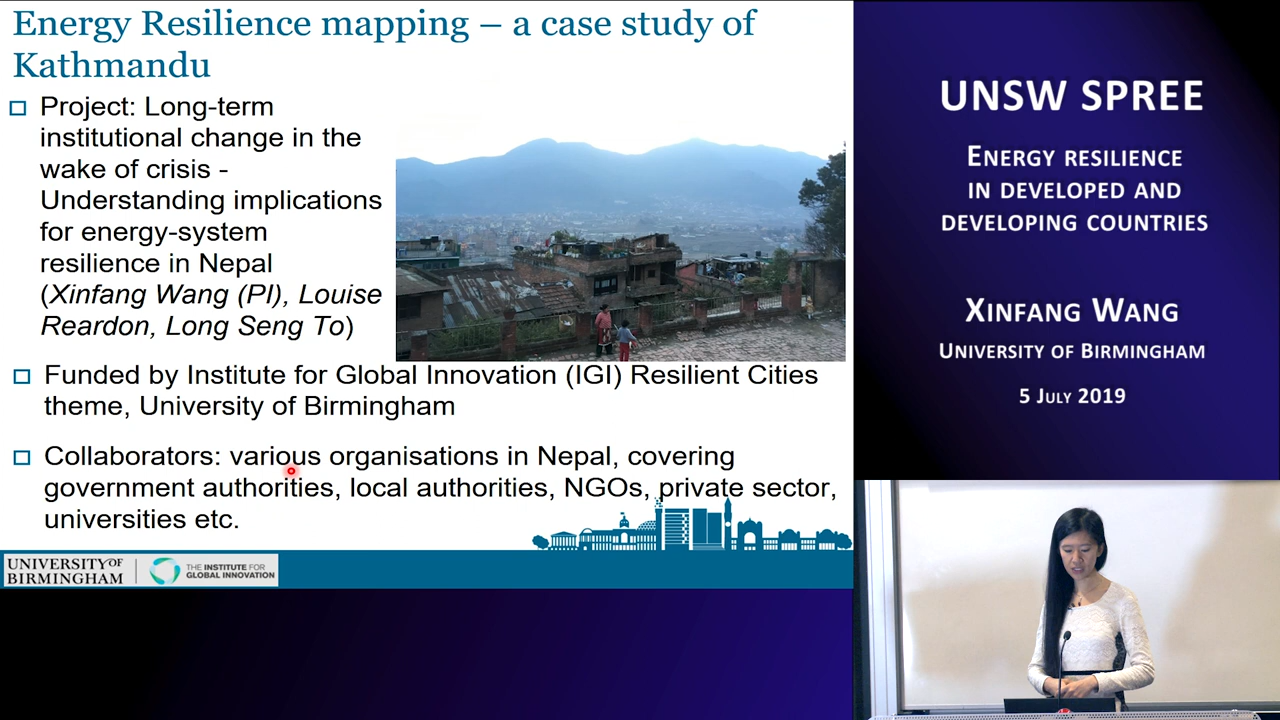 Energy Resilience mapping – a case study of
Kathmandu
Project: Long-term
institutional change in the
wake of crisis -
Understanding implications
for energy-system
resilience in Nepal
(Xinfang Wang (PI), Louise
Reardon, Long Seng To)
Funded by Institute for Global Innovation (IGI) Resilient Cities
theme, University of Birmingham
Collaborators: various organisations in Nepal, covering
government authorities, local authorities, NGOs, private sector,
universities etc.
UNIVERSITY OF
BIRMINGHAM
THE INSTITUTE FOR
GLOBAL INNOVATION
UNSW SPREE
ENERGY RESILIENCE
IN DEVELOPED AND
DEVELOPING COUNTRIES
XINFANG WANG
UNIVERSITY OF BIRMINGHAM
5 JULY 2019